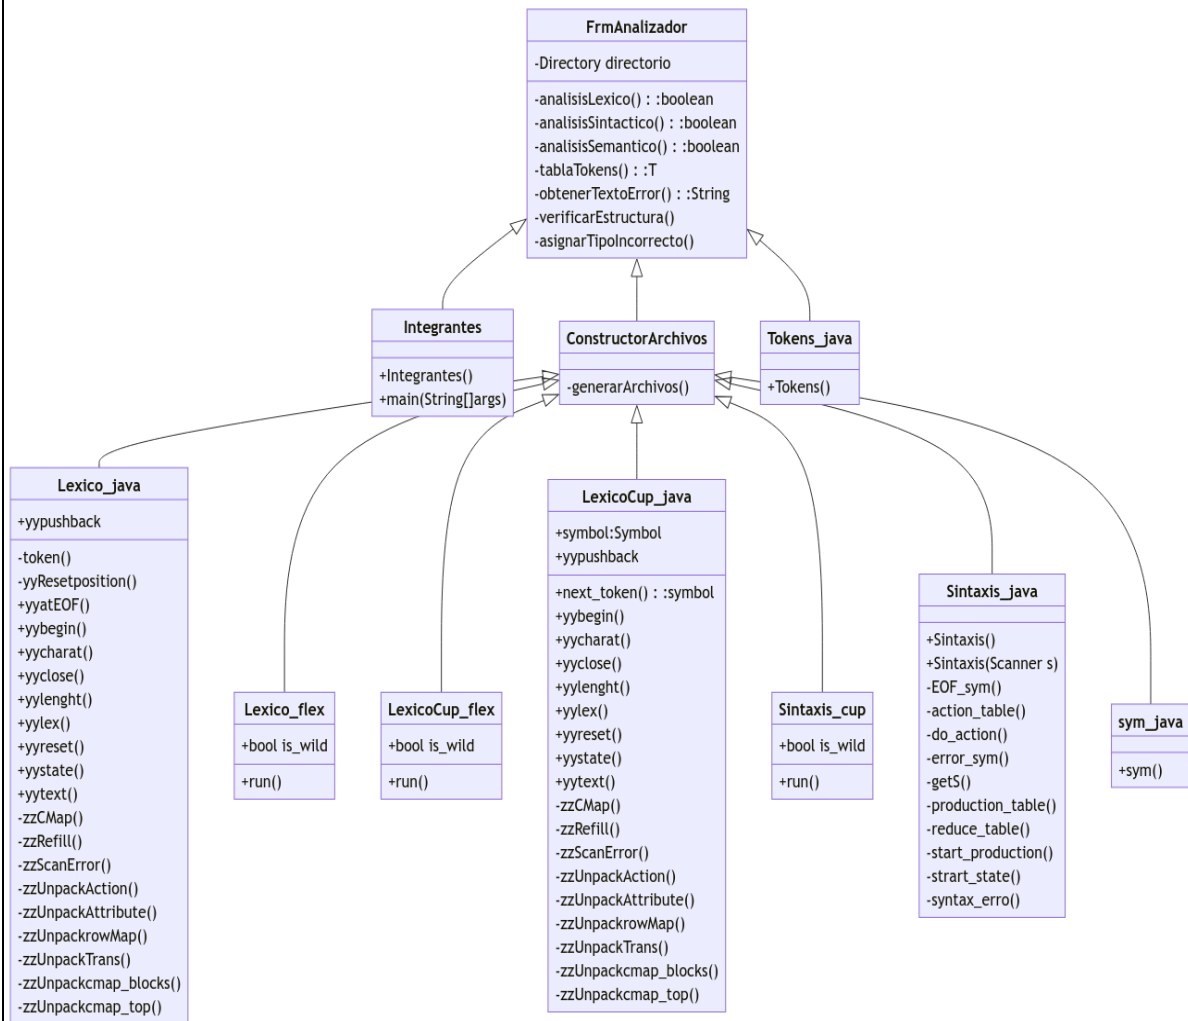 FrmAnalizador
-Directory directorio
-analisisLexico() : :boolean
-analisisSintactico() : :boolean
-analisisSemantico() : :boolean
-tablaTokens() : :T
-obtenerTextoError() : :String
-verificarEstructura()
-asignarTipoIncorrecto()
Integrantes
+Integrantes()
+main(String[]args)
ConstructorArchivos
-generarArchivos()
Tokens_java
+Tokens()
Lexico_java
+yypushback
-token()
-yyResetposition()
+yyatEOF()
+yybegin()
+yycharat()
+yyclose()
+yylenght()
+yylex()
+yyreset()
+yystate()
+yytext()
-zzCMap()
-zzRefill()
-zzScanError()
-zzUnpackAction()
-zzUnpackAttribute()
-zzUnpackrowMap()
-zzUnpackTrans()
-zzUnpackcmap_blocks()
-zzUnpackcmap_top()
Lexico_flex
+bool is_wild
+run()
LexicoCup_flex
+bool is_wild
+run()
LexicoCup_java
+symbol:Symbol
+yypushback
+next_token() : :symbol
+yybegin()
+yycharat()
+yyclose()
+yylenght()
+yylex()
+yyreset()
+yystate()
+yytext()
-zzCMap()
-zzRefill()
-zzScanError()
-zzUnpackAction()
-zzUnpackAttribute()
-zzUnpackrowMap()
-zzUnpackTrans()
-zzUnpackcmap_blocks()
-zzUnpackcmap_top()
Sintaxis_cup
+bool is_wild
+run()
Sintaxis_java
+Sintaxis()
+Sintaxis(Scanner s)
-EOF_sym()
-action_table()
-do_action()
-error_sym()
-getS()
-production_table()
-reduce_table()
-start_production()
-strart_state()
-syntax_erro()
sym_java
+sym()